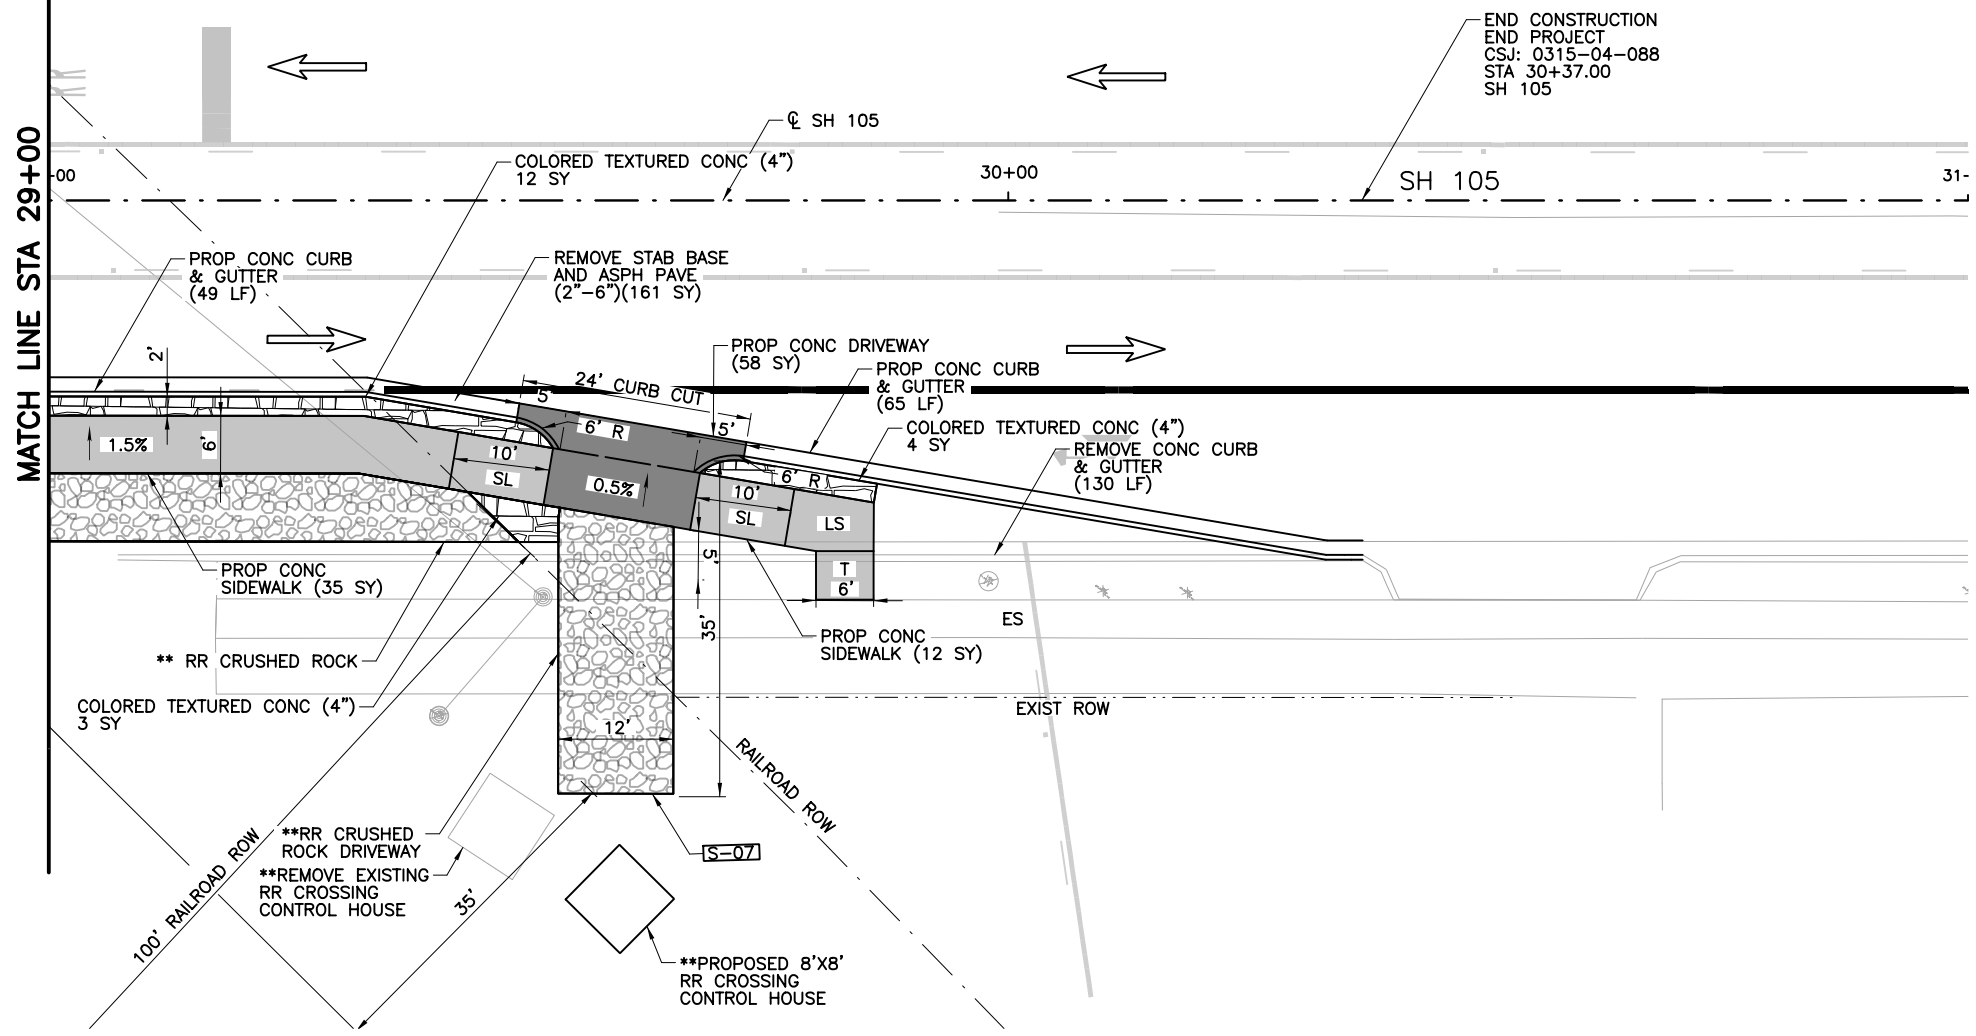 END CONSTRUCTION
END PROJECT
CSJ: 0315-04-088
STA 30+37.00
SH 105
℄ SH 105
COLORED TEXTURED CONC (4")
12 SY
MATCH LINE STA 29+00
-00
30+00
SH 105
31-
PROP CONC CURB
& GUTTER
(49 LF)
REMOVE STAB BASE
AND ASPH PAVE
(2"-6")(161 SY)
2'
PROP CONC DRIVEWAY
(58 SY)
PROP CONC CURB
& GUTTER
(65 LF)
24' CURB CUT
5'
6' R
5'
COLORED TEXTURED CONC (4")
4 SY
REMOVE CONC CURB
& GUTTER
(130 LF)
1.5%
6'
10'
SL
0.5%
6' R
10'
SL
LS
5'
T
6'
PROP CONC
SIDEWALK (35 SY)
35'
ES
PROP CONC
SIDEWALK (12 SY)
** RR CRUSHED ROCK
COLORED TEXTURED CONC (4")
3 SY
EXIST ROW
12'
RAILROAD ROW
**RR CRUSHED
ROCK DRIVEWAY
S-07
**REMOVE EXISTING
RR CROSSING
CONTROL HOUSE
100' RAILROAD ROW
35'
**PROPOSED 8'X8'
RR CROSSING
CONTROL HOUSE